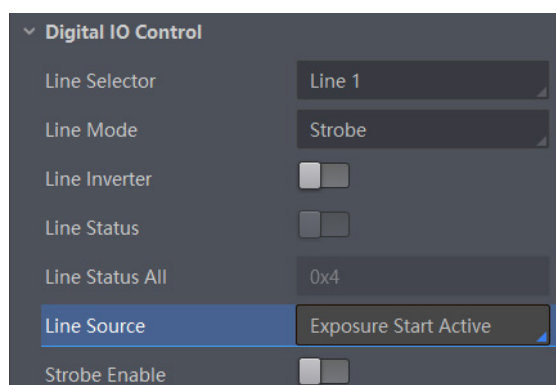 Digital IO Control
Line Selector Line 1
Line Mode Strobe
Line Inverter
Line Status
Line Status All 0x4
Line Source Exposure Start Active
Strobe Enable